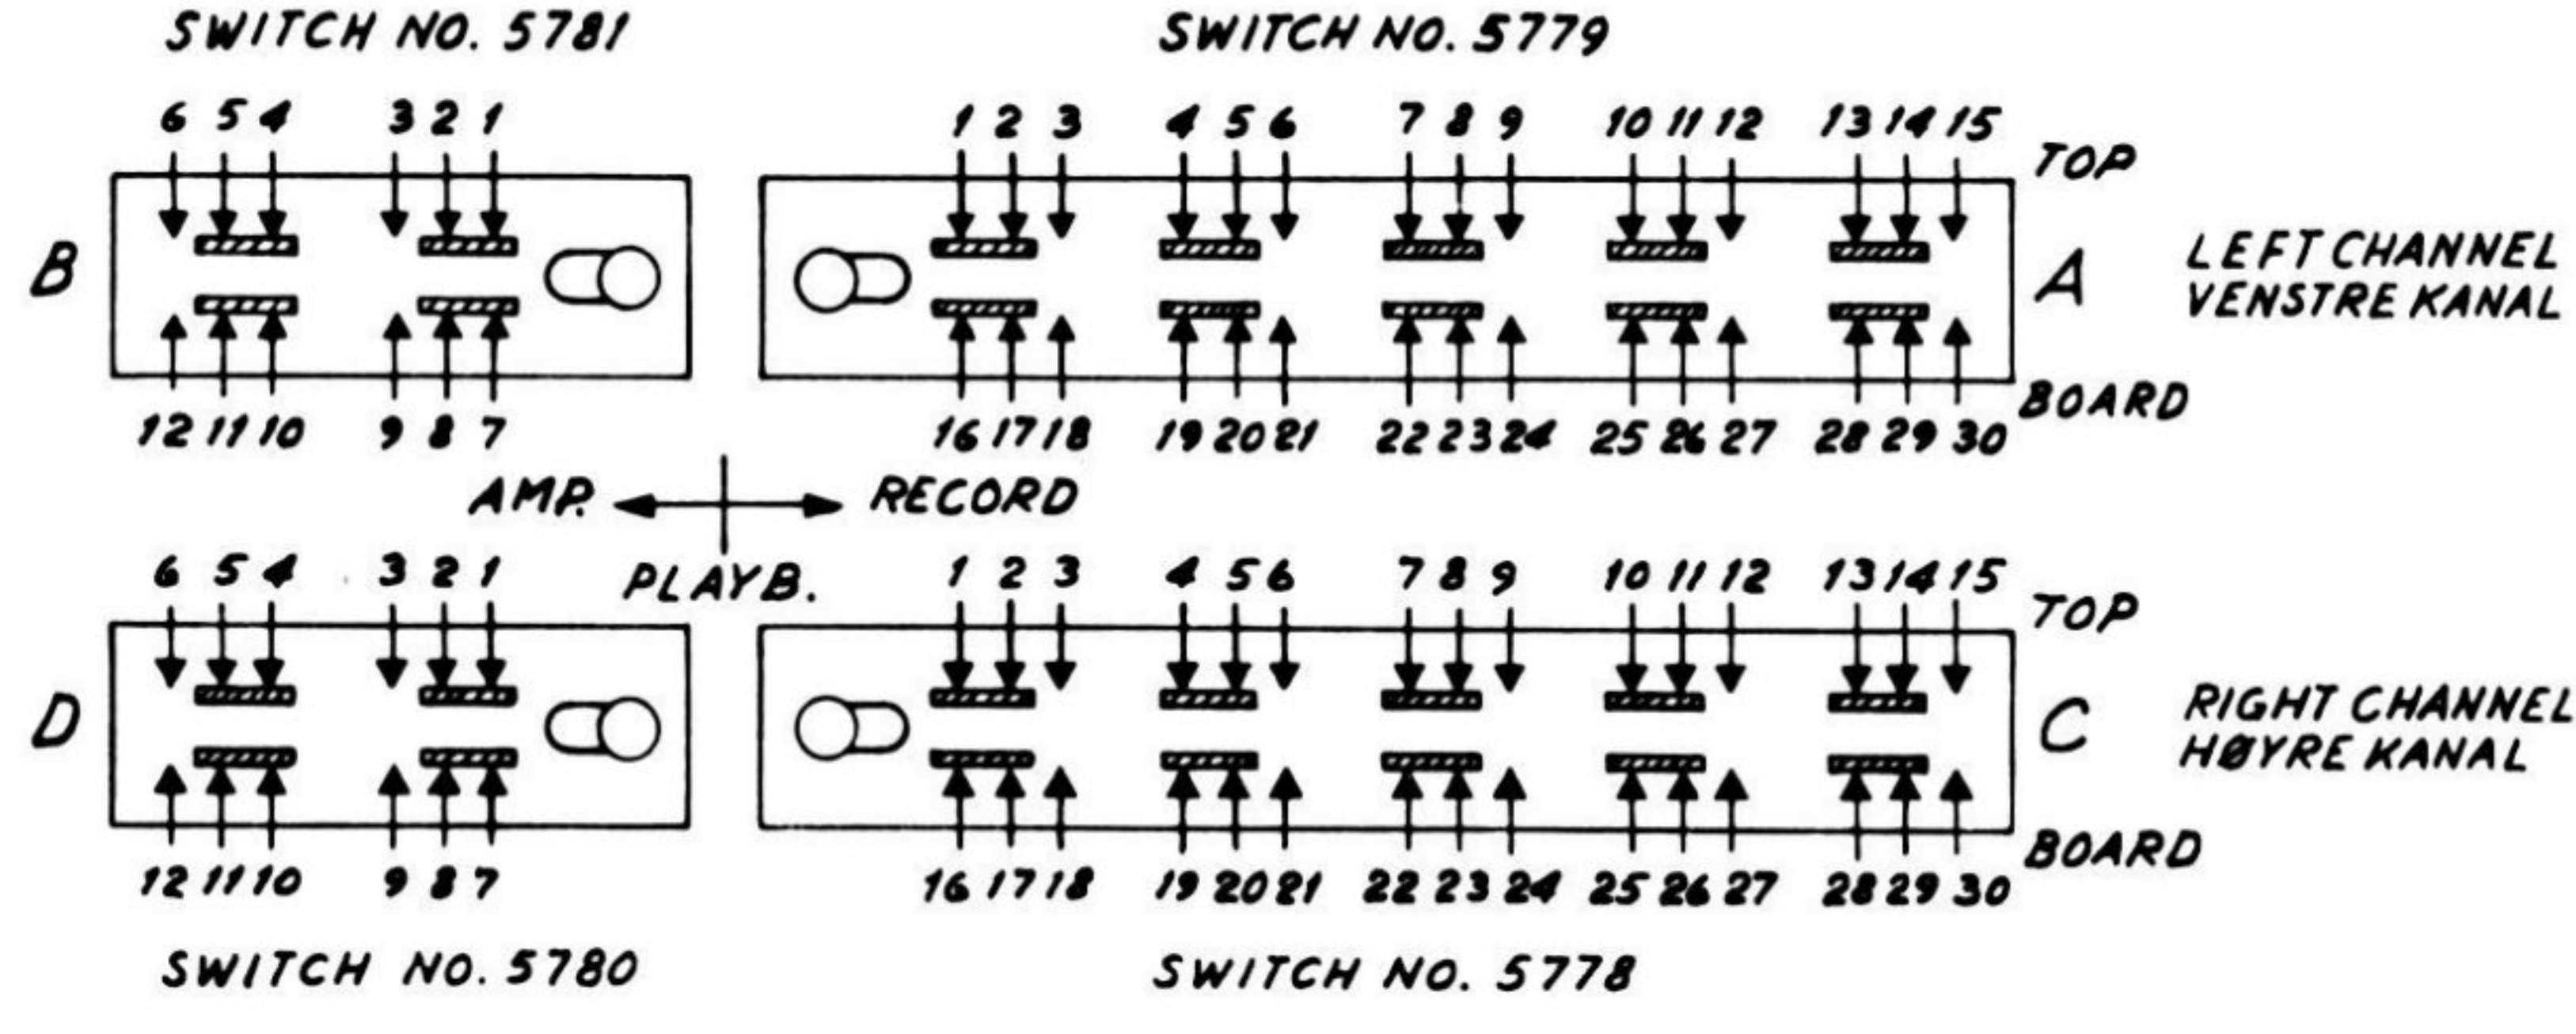 SWITCH NO. 5781
SWITCH NO. 5779
6 5 4 3 2 1
1 2 3 4 5 6 7 8 9 10 11 12 13 14 15
TOP
B
A
LEFT CHANNEL
VENSTRE KANAL
BOARD
12 11 10 9 8 7
16 17 18 19 20 21 22 23 24 25 26 27 28 29 30
AMP. RECORD
PLAYB.
6 5 4 3 2 1
1 2 3 4 5 6 7 8 9 10 11 12 13 14 15
TOP
D
C
RIGHT CHANNEL
HØYRE KANAL
BOARD
12 11 10 9 8 7
16 17 18 19 20 21 22 23 24 25 26 27 28 29 30
SWITCH NO. 5780
SWITCH NO. 5778